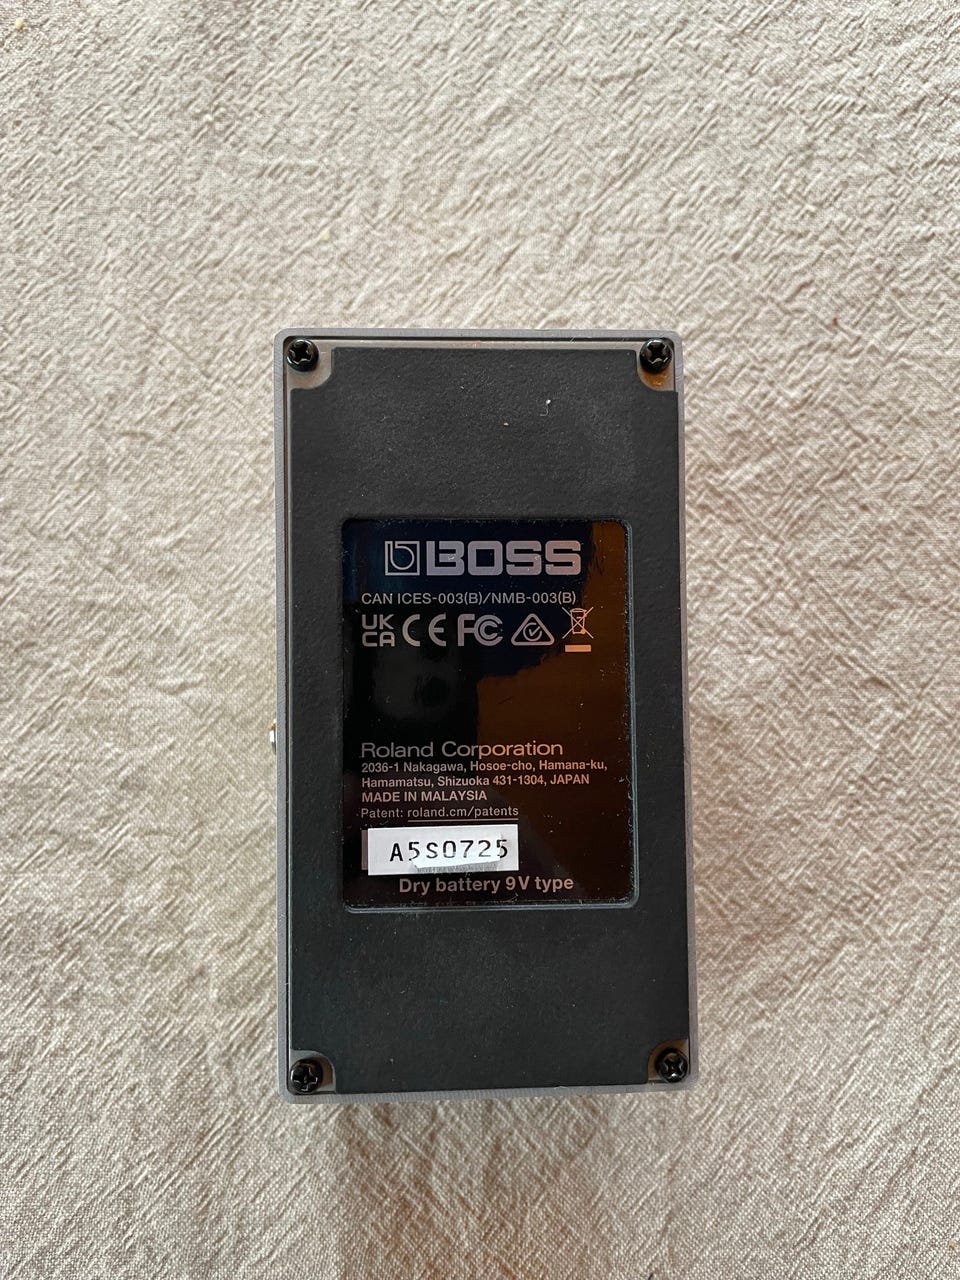 BOSS
CAN ICES-003(B)/NMB-003(B)
UK CA CE FC
Roland Corporation
2036-1 Nakagawa, Hosoe-cho, Hamana-ku,
Hamamatsu, Shizuoka 431-1304, JAPAN
MADE IN MALAYSIA
Patent: roland.cm/patents
A5S0725
Dry battery 9V type